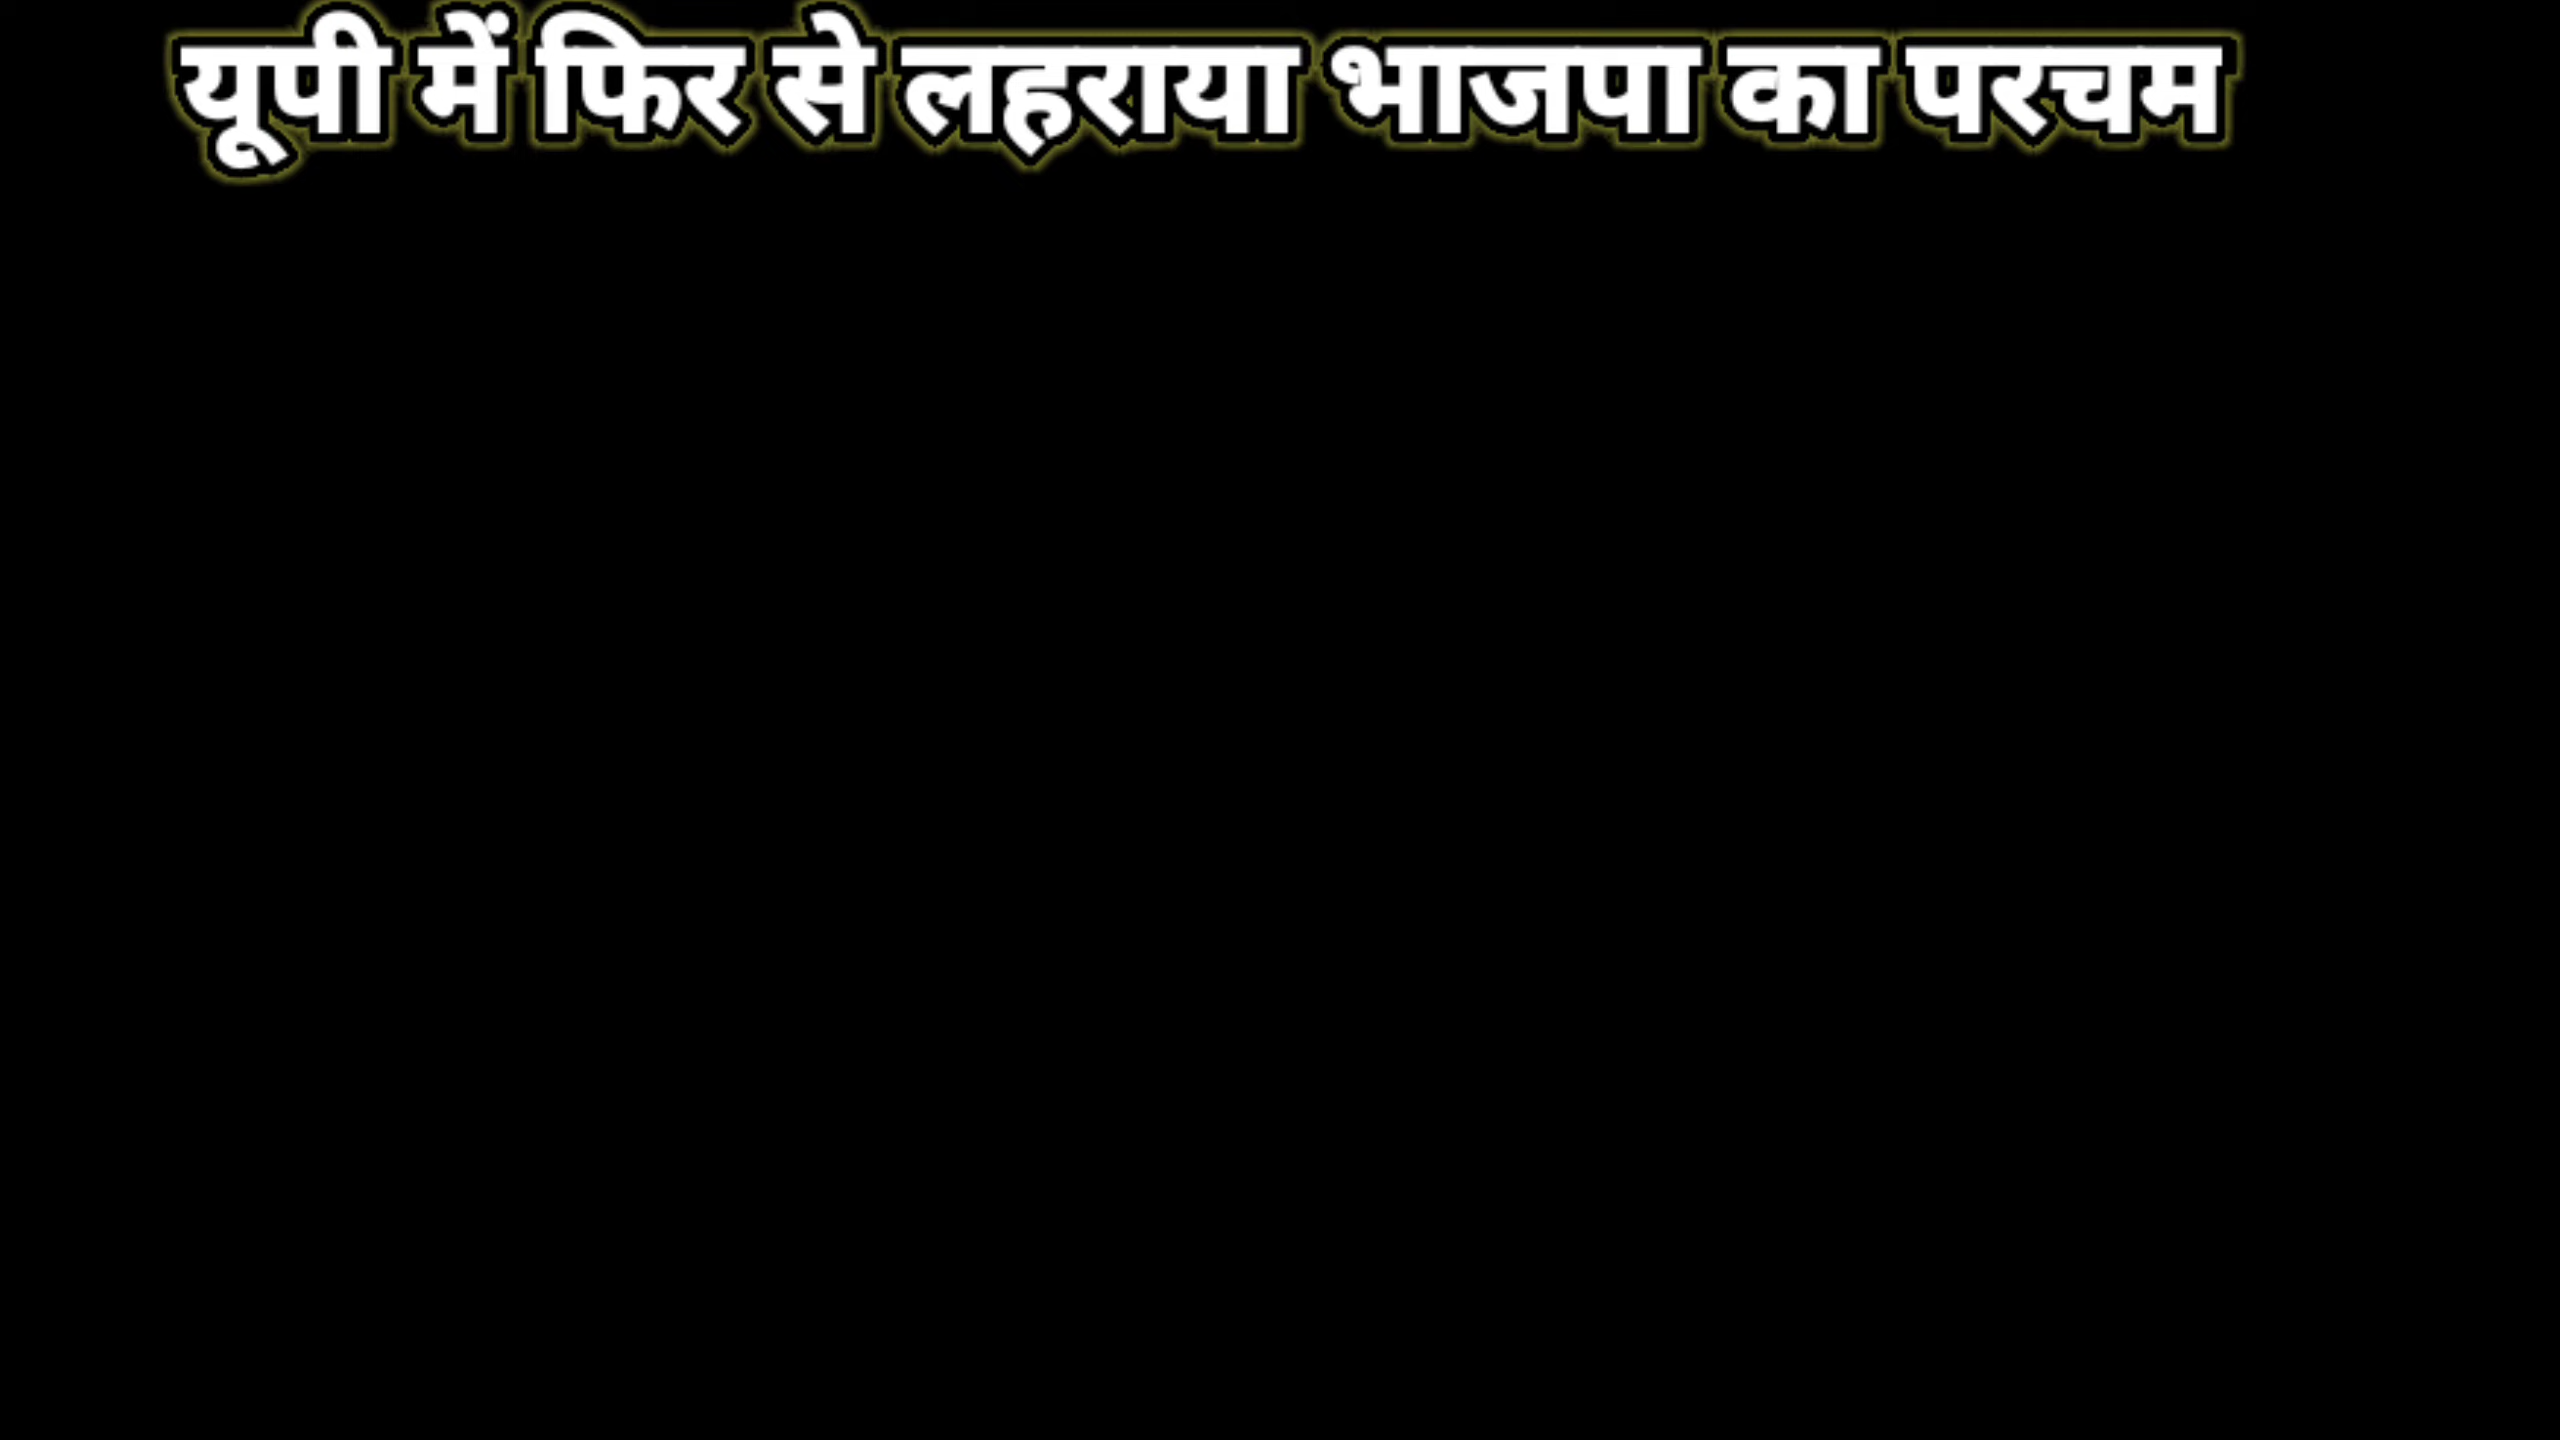 यूपी में फिर से लहराया भाजपा का परचम